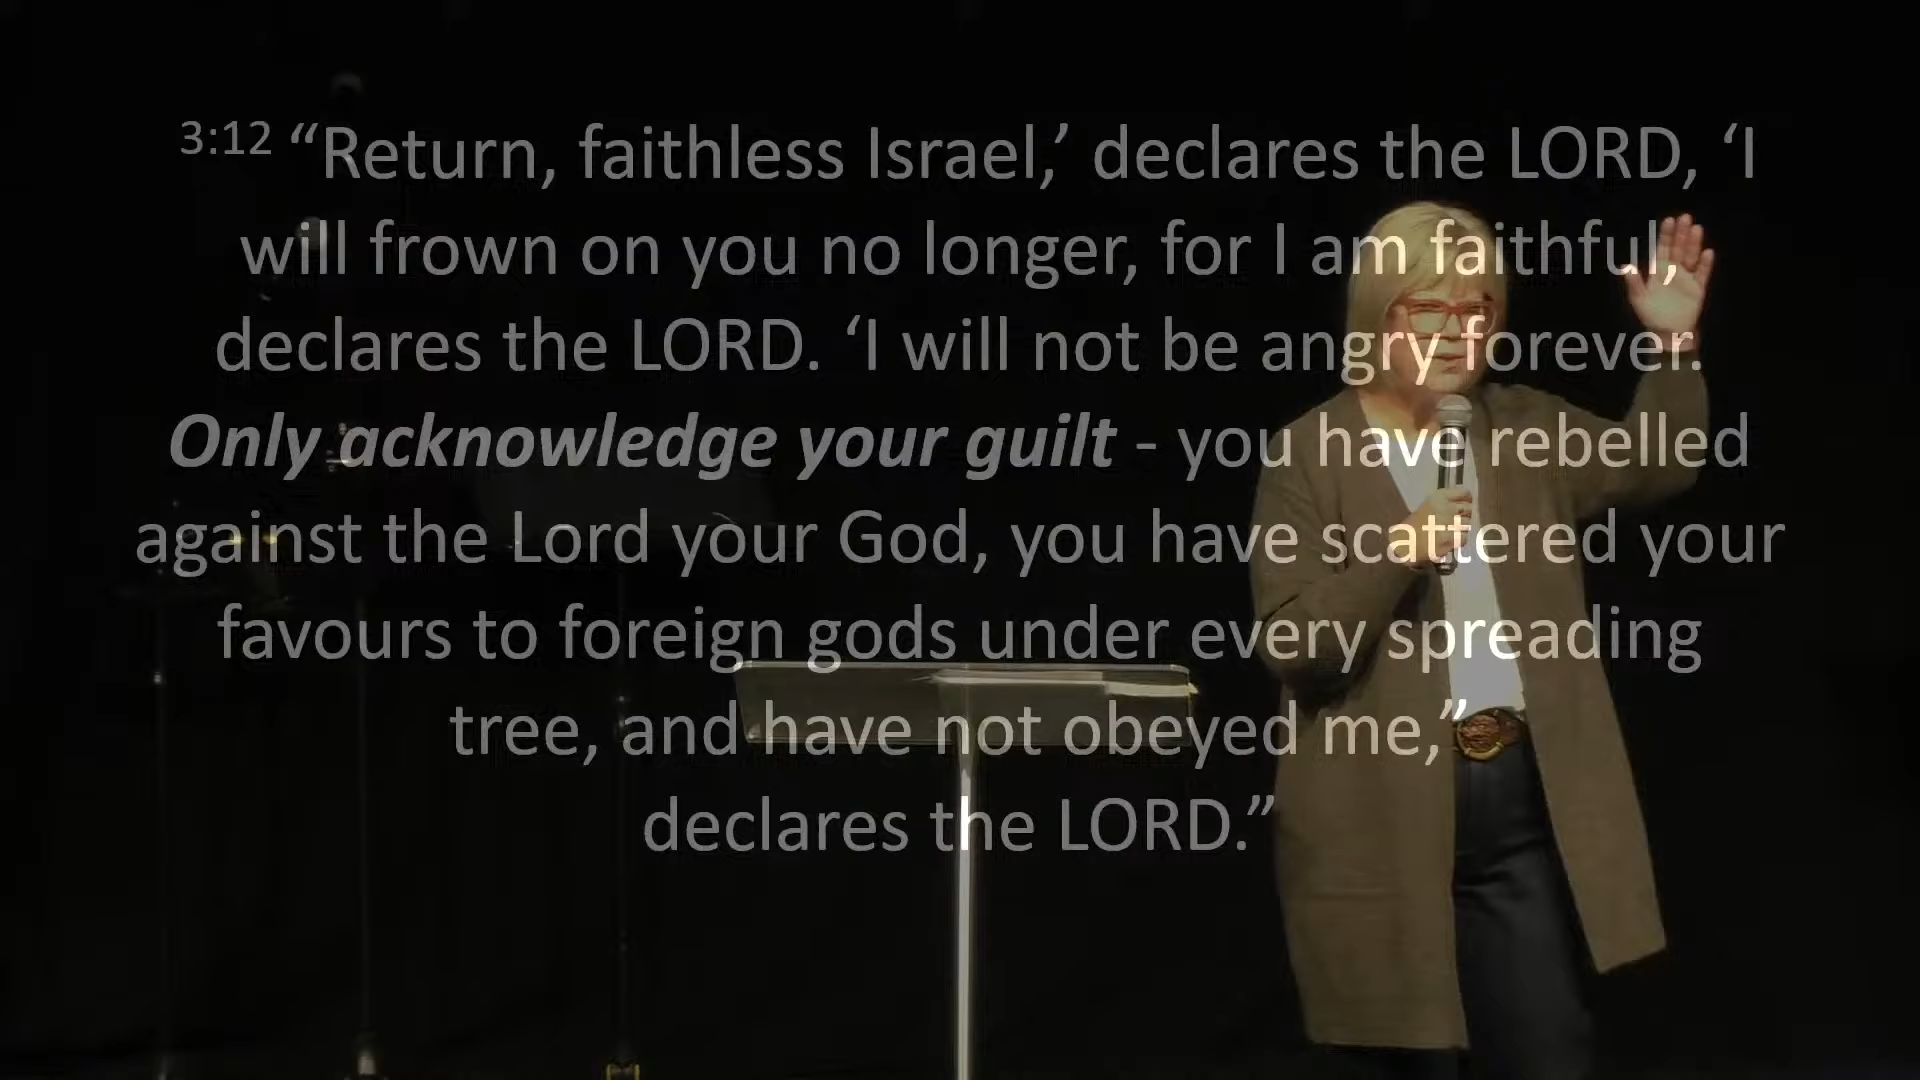 3:12 “Return, faithless Israel,’ declares the LORD, ‘I
will frown on you no longer, for I am faithful,
declares the LORD. ‘I will not be angry forever.
Only acknowledge your guilt - you have rebelled
against the Lord your God, you have scattered your
favours to foreign gods under every spreading
tree, and have not obeyed me,”
declares the LORD.”